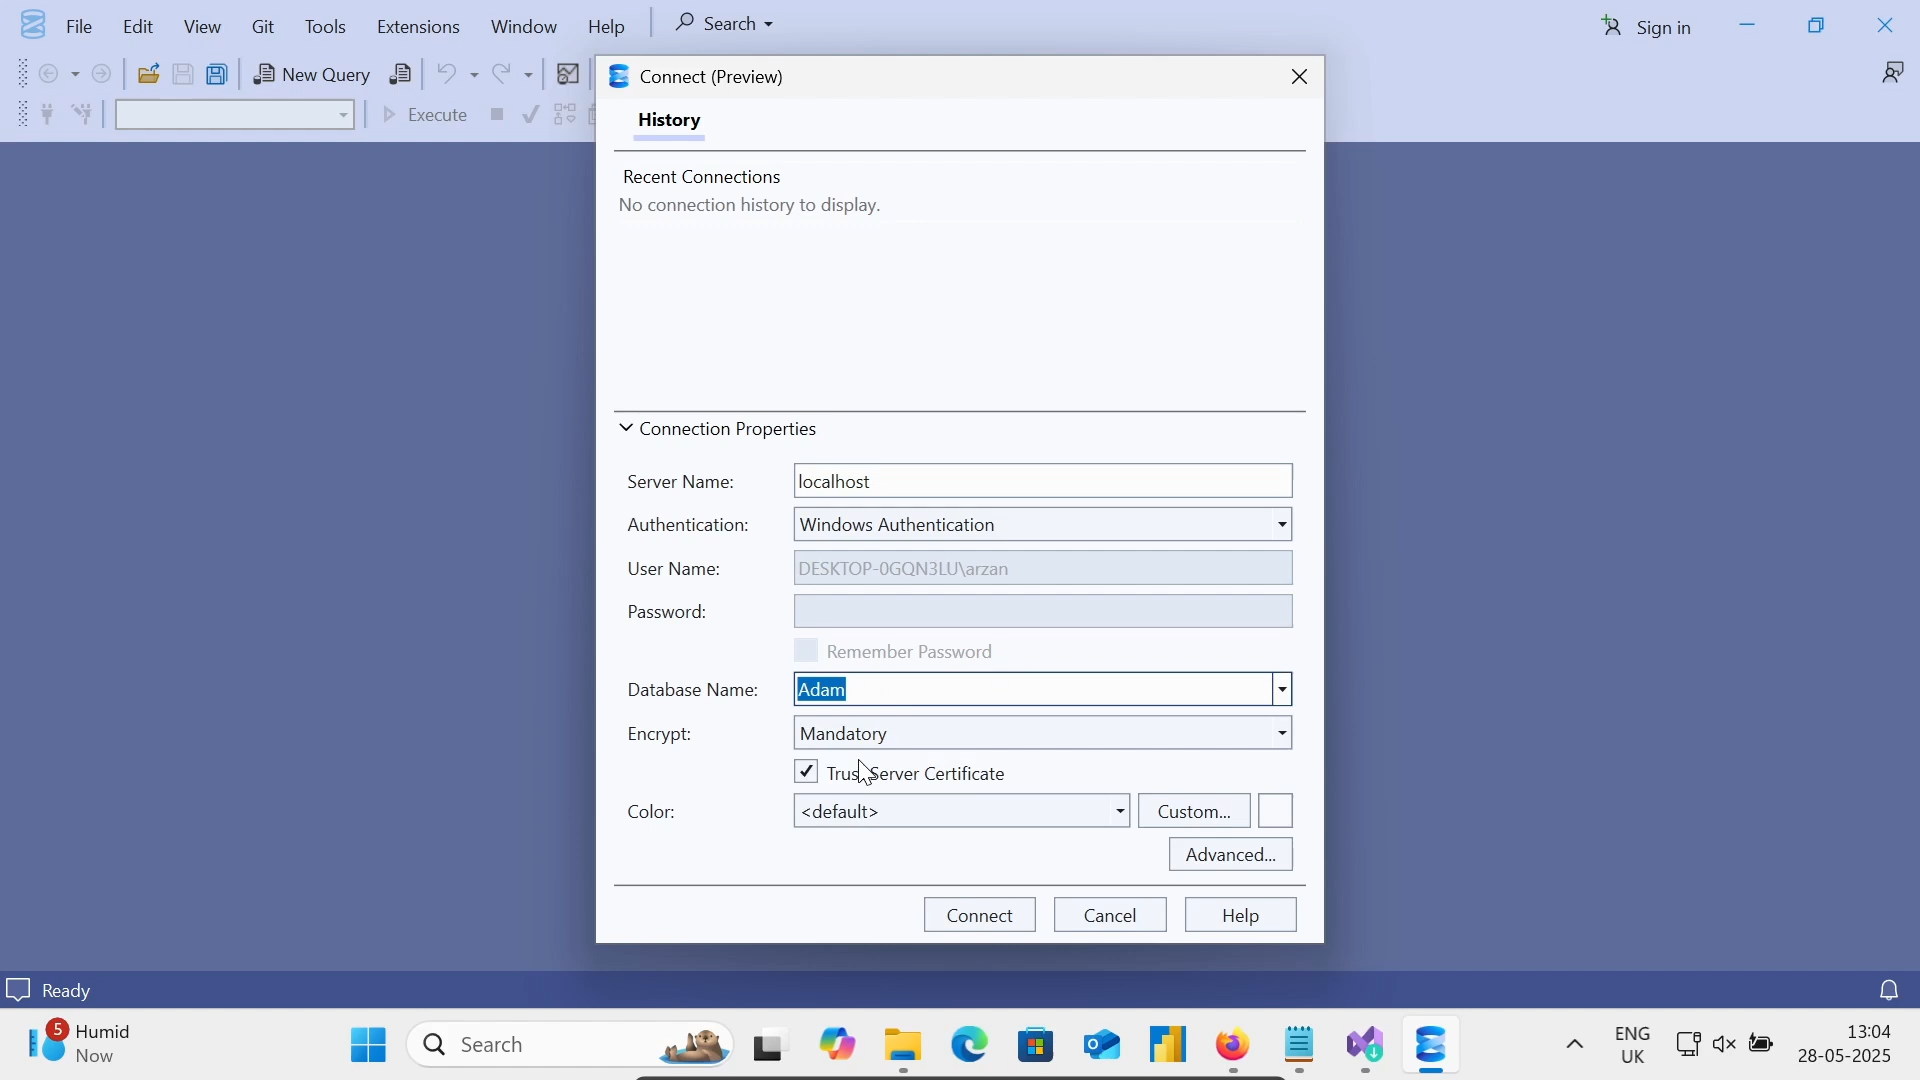 File Edit View Git Tools Extensions Window Help Search Sign in
New Query
Execute
Connect (Preview)
History
Recent Connections
No connection history to display.
Connection Properties
Server Name: localhost
Authentication: Windows Authentication
User Name: DESKTOP-0GQN3LU\arzan
Password:
Remember Password
Database Name: Adam
Encrypt: Mandatory
Trust Server Certificate
Color: <default> Custom...
Advanced...
Connect Cancel Help
Ready
5 Humid
Now
Search
ENG
UK
13:04
28-05-2025